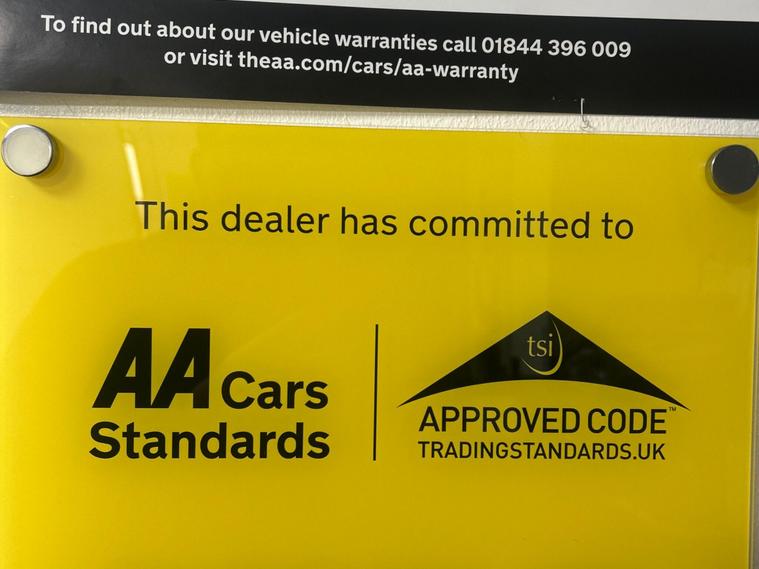 To find out about our vehicle warranties call 01844 396 009
or visit theaa.com/cars/aa-warranty
This dealer has committed to
AA Cars
Standards
tsi
APPROVED CODE™
TRADINGSTANDARDS.UK